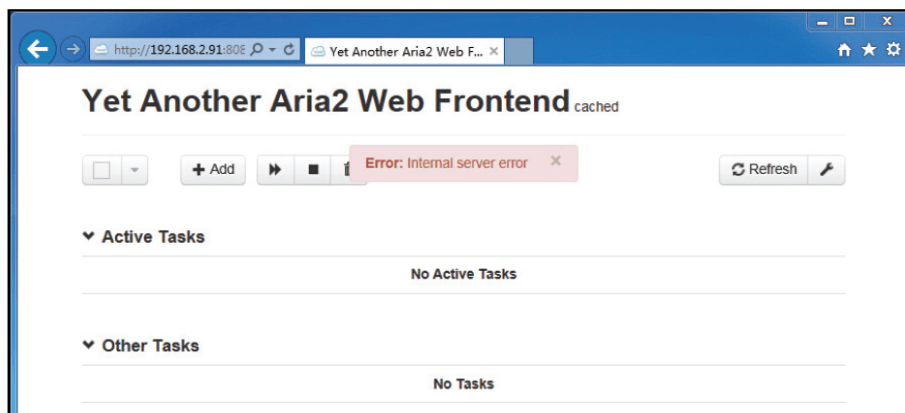 http://192.168.2.91:808
Yet Another Aria2 Web F...
Yet Another Aria2 Web Frontend cached
Add
Error: Internal server error
Refresh
Active Tasks
No Active Tasks
Other Tasks
No Tasks